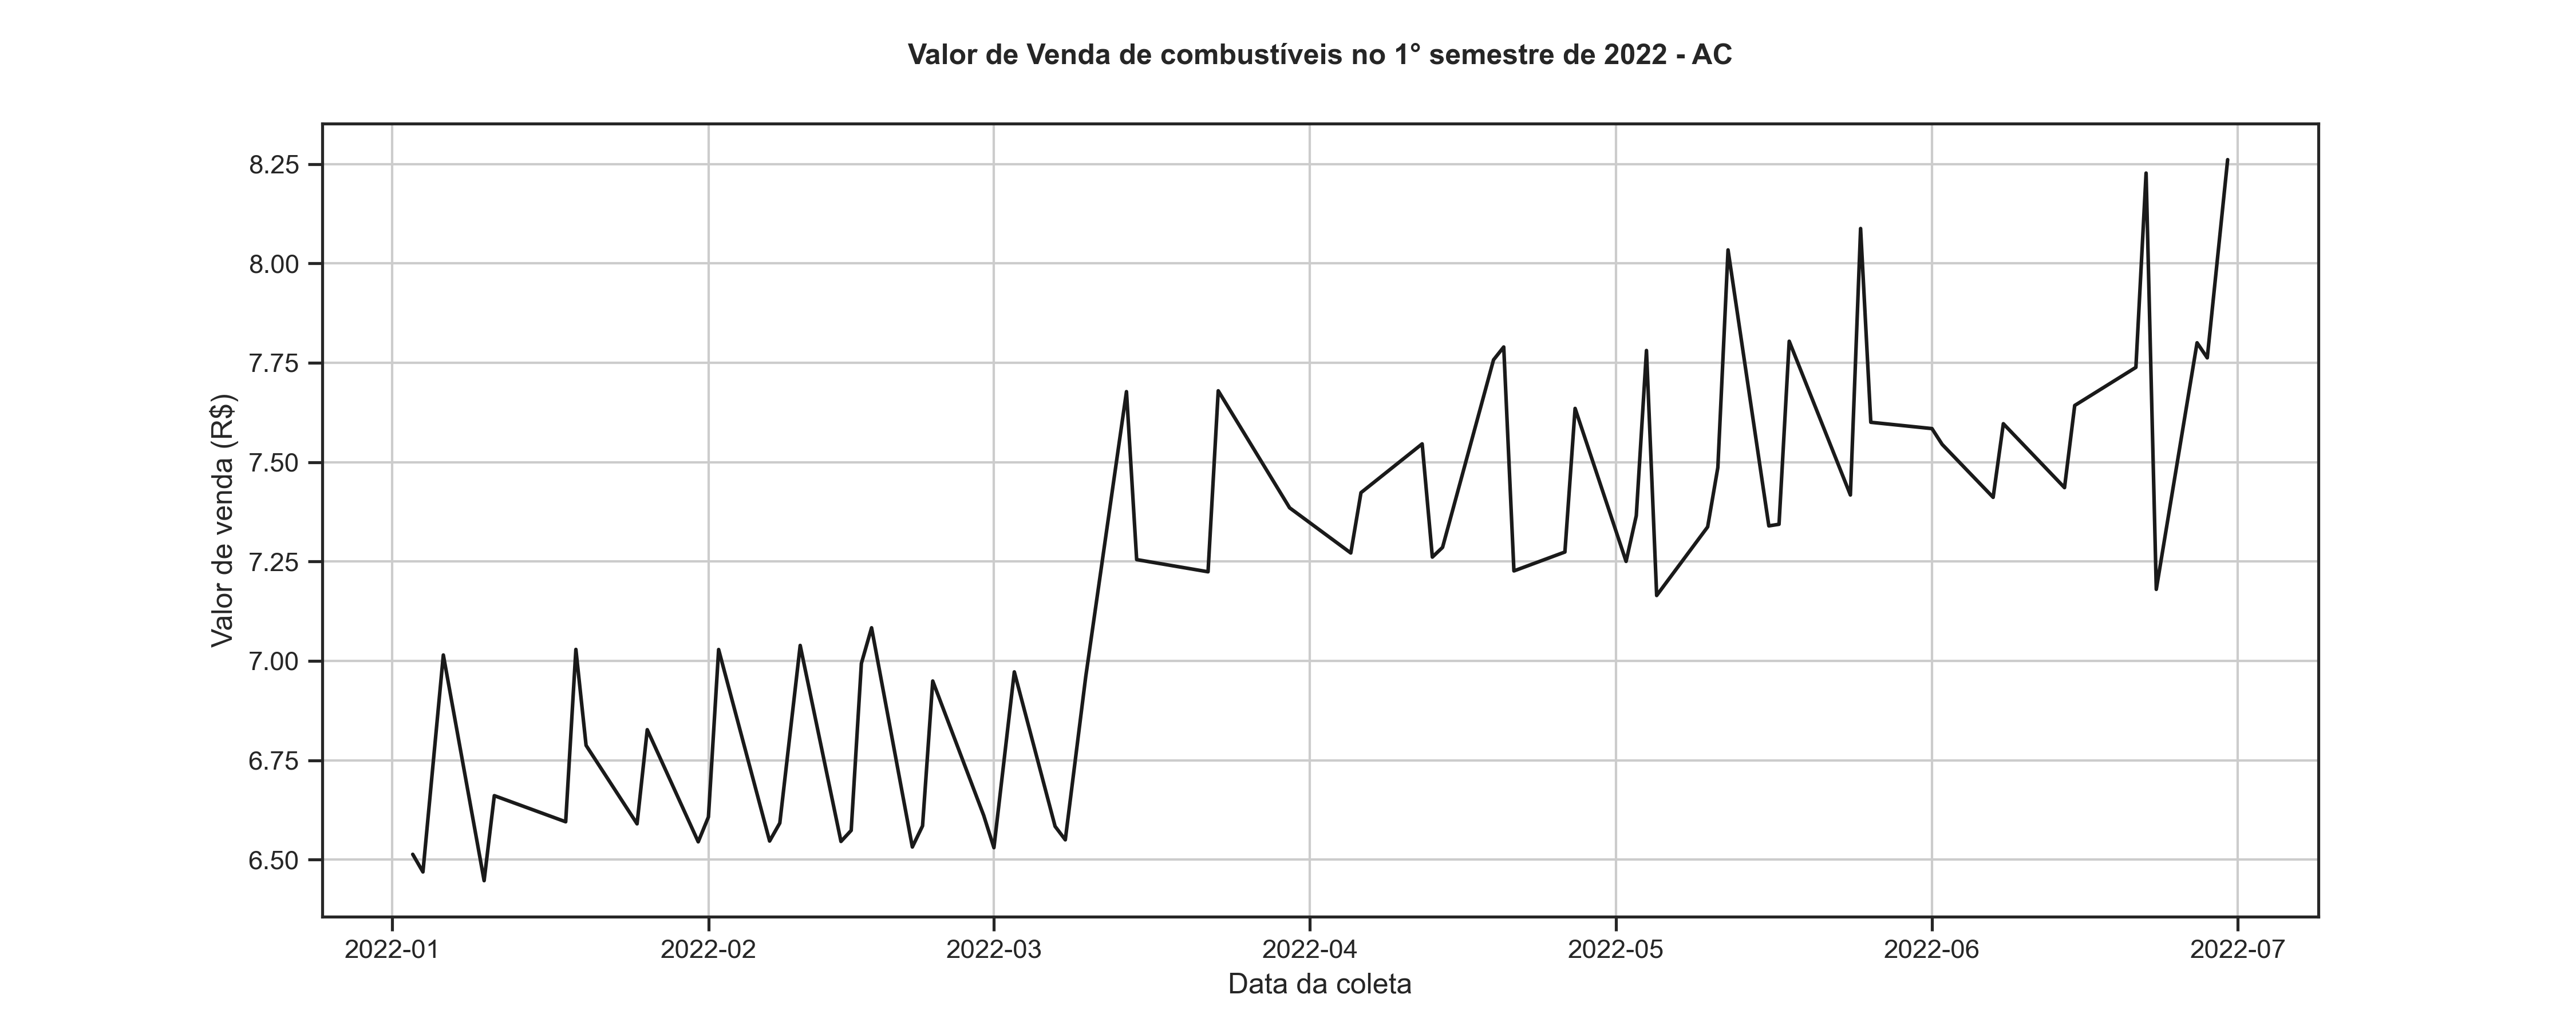 Valor de Venda de combustíveis no 1° semestre de 2022 - AC
Valor de venda (R$)
8.25
8.00
7.75
7.50
7.25
7.00
6.75
6.50
2022-01 2022-02 2022-03 2022-04 2022-05 2022-06 2022-07
Data da coleta